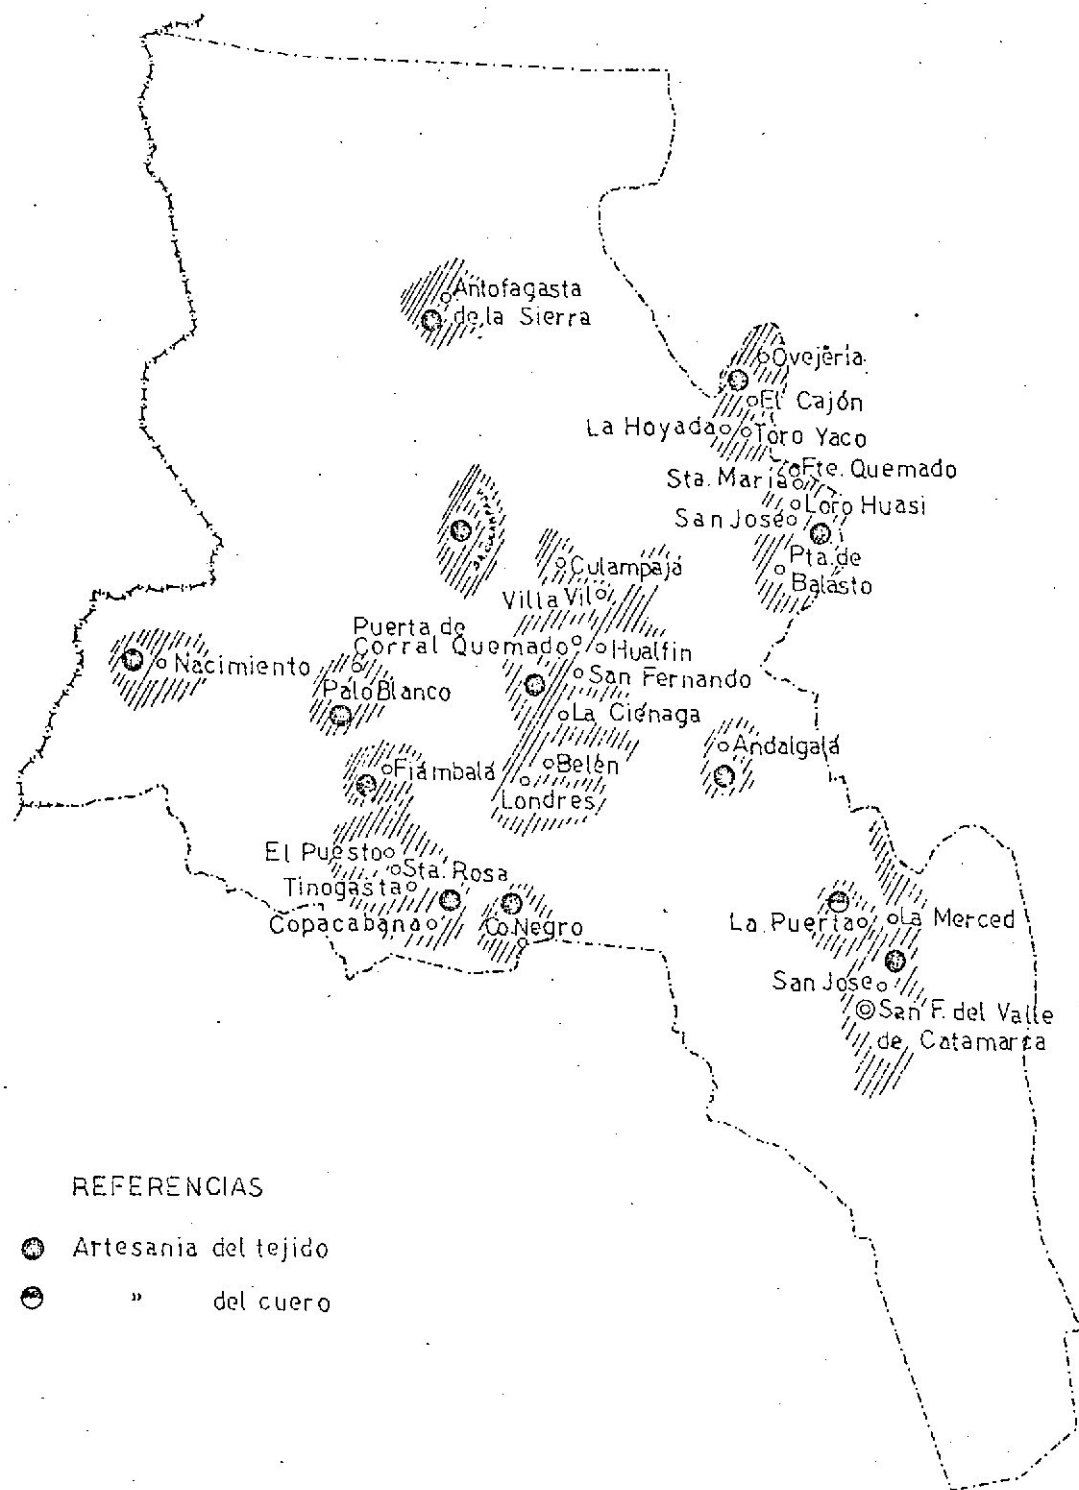 Antofagasta
de la Sierra
Ovejería
El Cajón
La Hoyada
Toro Yaco
Fte. Quemado
Sta. María
Loro Huasi
San José
Pta. de
Balasto
Culampajá
Villa Vil
Puerta de
Corral Quemado
Hualfin
Nacimiento
San Fernando
Palo Blanco
La Ciénaga
Andalgalá
Fiambalá
Belén
Londres
El Puesto
Sta. Rosa
Tinogasta
Copacabana
Co. Negro
La Puerta
La Merced
San Jose
San F. del Valle
de Catamarca
REFERENCIAS
Artesania del tejido
" del cuero